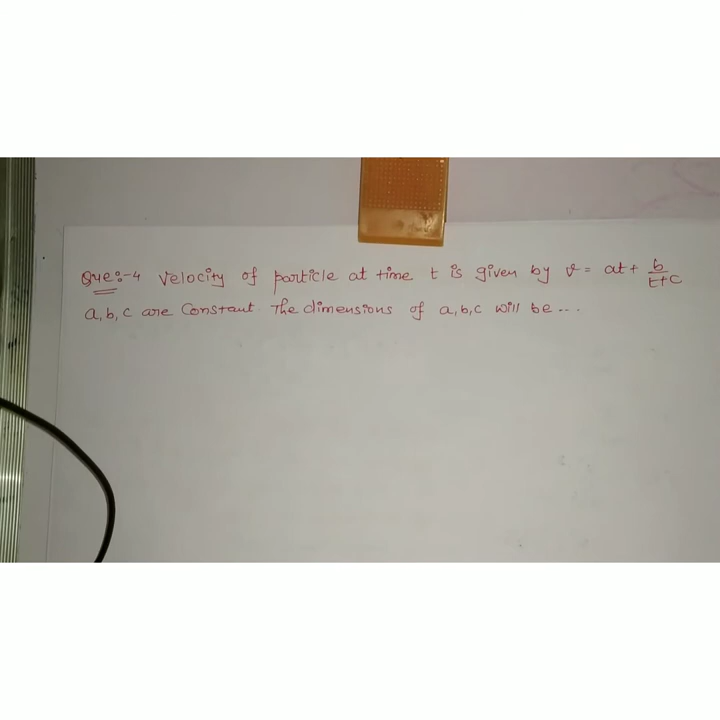 Que:-4 Velocity of particle at time t is given by v = at + b/t+c
a, b, c are Constant. The dimensions of a, b, c will be ...